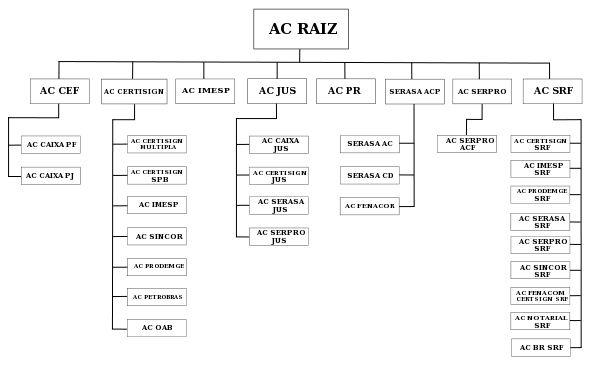 AC RAIZ
AC CEF
AC CERTISIGN
AC IMESP
AC JUS
AC PR
SERASA ACP
AC SERPRO
AC SRF
AC CAIXA PF
AC CAIXA PJ
AC CERTISIGN
MULTIPLA
AC CERTISIGN
SPB
AC IMESP
AC SINCOR
AC PRODEMGE
AC PETROBRAS
AC OAB
AC CAIXA
JUS
AC CERTISIGN
JUS
AC SERASA
JUS
AC SERPRO
JUS
SERASA AC
SERASA CD
AC FENACOR
AC SERPRO
ACF
AC CERTISIGN
SRF
AC IMESP
SRF
AC PRODEMGE
SRF
AC SERASA
SRF
AC SERPRO
SRF
AC SINCOR
SRF
AC FENACOM
CERTSIGN SRF
AC NOTARIAL
SRF
AC BR SRF